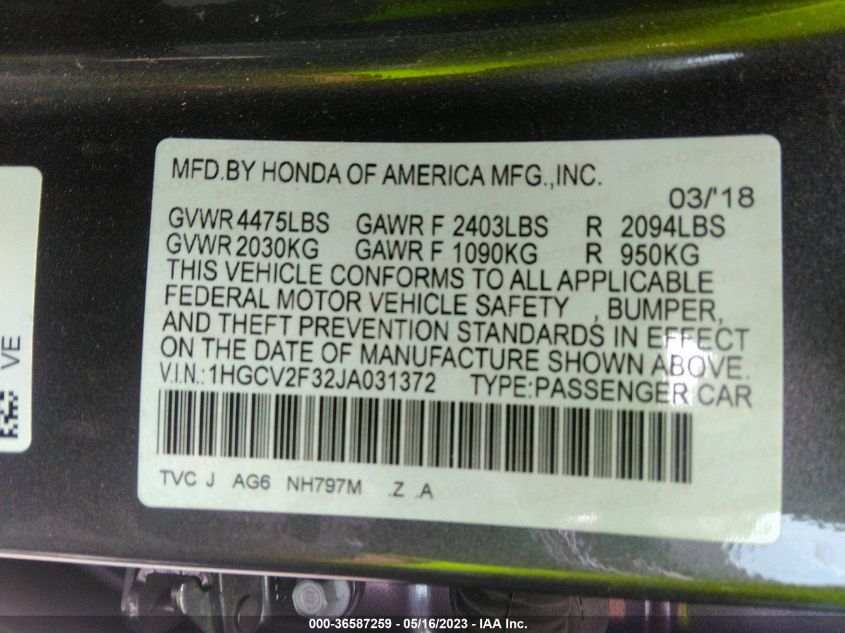 MFD.BY HONDA OF AMERICA MFG.,INC.
03/'18
GVWR 4475LBS GAWR F 2403LBS R 2094LBS
GVWR 2030KG GAWR F 1090KG R 950KG
THIS VEHICLE CONFORMS TO ALL APPLICABLE
FEDERAL MOTOR VEHICLE SAFETY , BUMPER,
AND THEFT PREVENTION STANDARDS IN EFFECT
ON THE DATE OF MANUFACTURE SHOWN ABOVE.
V.I.N.:1HGCV2F32JA031372 TYPE:PASSENGER CAR
TVC J AG6 NH797M .Z .A
VE
000-36587259 - 05/16/2023 - IAA Inc.